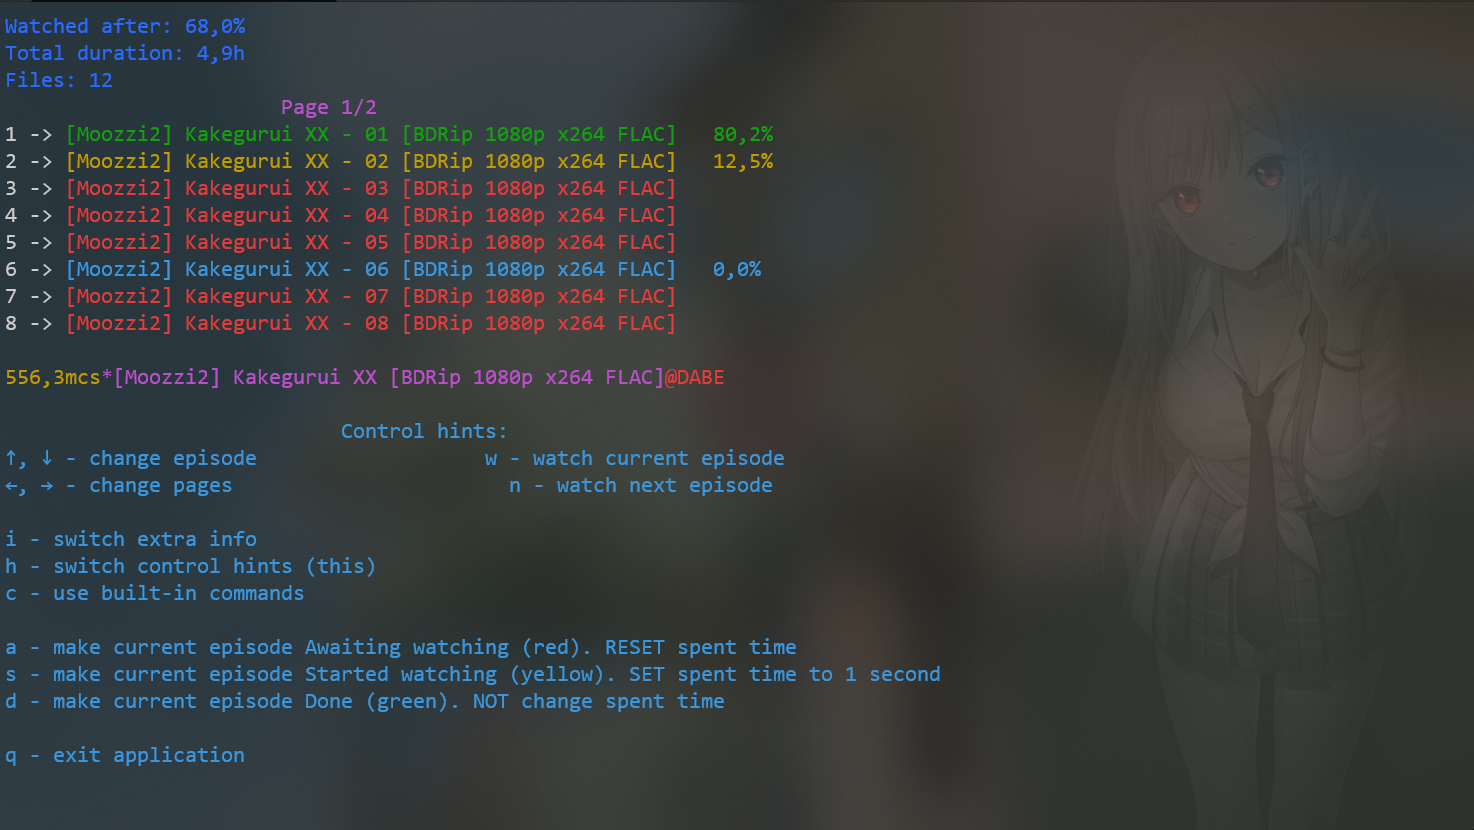 Watched after: 68,0%
Total duration: 4,9h
Files: 12
Page 1/2
1 -> [Moozzi2] Kakegurui XX - 01 [BDRip 1080p x264 FLAC] 80,2%
2 -> [Moozzi2] Kakegurui XX - 02 [BDRip 1080p x264 FLAC] 12,5%
3 -> [Moozzi2] Kakegurui XX - 03 [BDRip 1080p x264 FLAC]
4 -> [Moozzi2] Kakegurui XX - 04 [BDRip 1080p x264 FLAC]
5 -> [Moozzi2] Kakegurui XX - 05 [BDRip 1080p x264 FLAC]
6 -> [Moozzi2] Kakegurui XX - 06 [BDRip 1080p x264 FLAC] 0,0%
7 -> [Moozzi2] Kakegurui XX - 07 [BDRip 1080p x264 FLAC]
8 -> [Moozzi2] Kakegurui XX - 08 [BDRip 1080p x264 FLAC]
556,3mcs*[Moozzi2] Kakegurui XX [BDRip 1080p x264 FLAC]@DABE
Control hints:
↑, ↓ - change episode w - watch current episode
←, → - change pages n - watch next episode
i - switch extra info
h - switch control hints (this)
c - use built-in commands
a - make current episode Awaiting watching (red). RESET spent time
s - make current episode Started watching (yellow). SET spent time to 1 second
d - make current episode Done (green). NOT change spent time
q - exit application